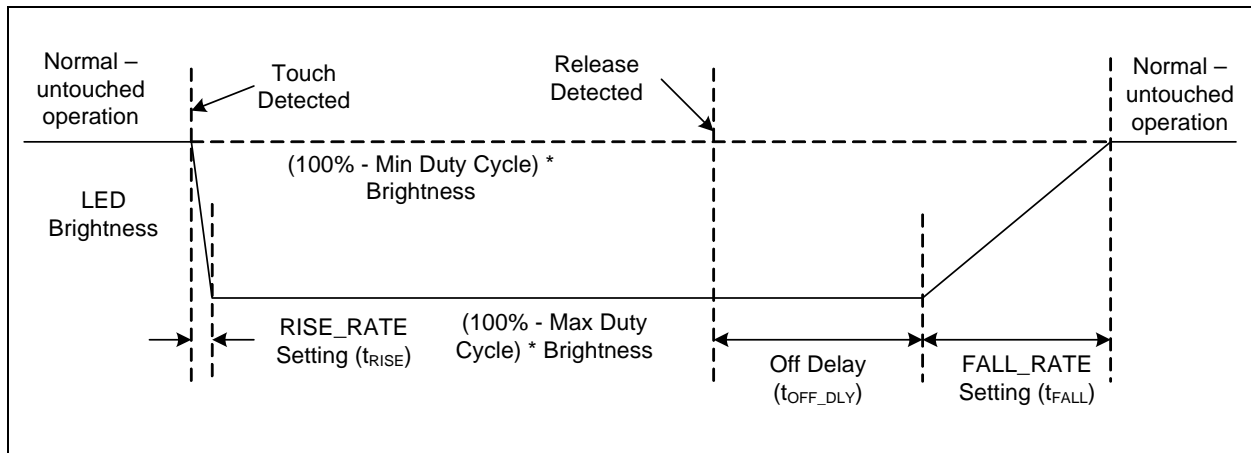 Normal –
untouched
operation
Touch
Detected
Release
Detected
Normal –
untouched
operation
(100% - Min Duty Cycle) *
Brightness
LED
Brightness
RISE_RATE
Setting (tRISE)
(100% - Max Duty
Cycle) * Brightness
Off Delay
(tOFF_DLY)
FALL_RATE
Setting (tFALL)